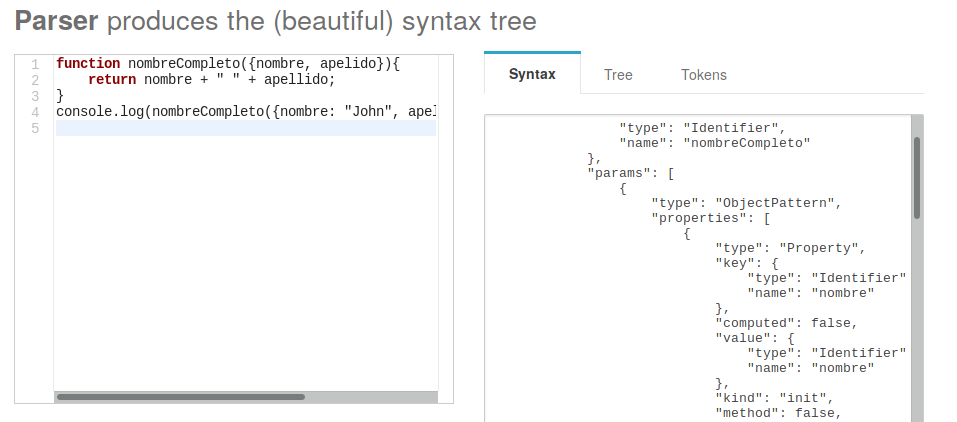 Parser produces the (beautiful) syntax tree
1 function nombreCompleto({nombre, apelido}){
2 return nombre + " " + apellido;
3 }
4 console.log(nombreCompleto({nombre: "John", apel
5
Syntax Tree Tokens
"type": "Identifier",
"name": "nombreCompleto"
},
"params": [
{
"type": "ObjectPattern",
"properties": [
{
"type": "Property",
"key": {
"type": "Identifier"
"name": "nombre"
},
"computed": false,
"value": {
"type": "Identifier"
"name": "nombre"
},
"kind": "init",
"method": false,